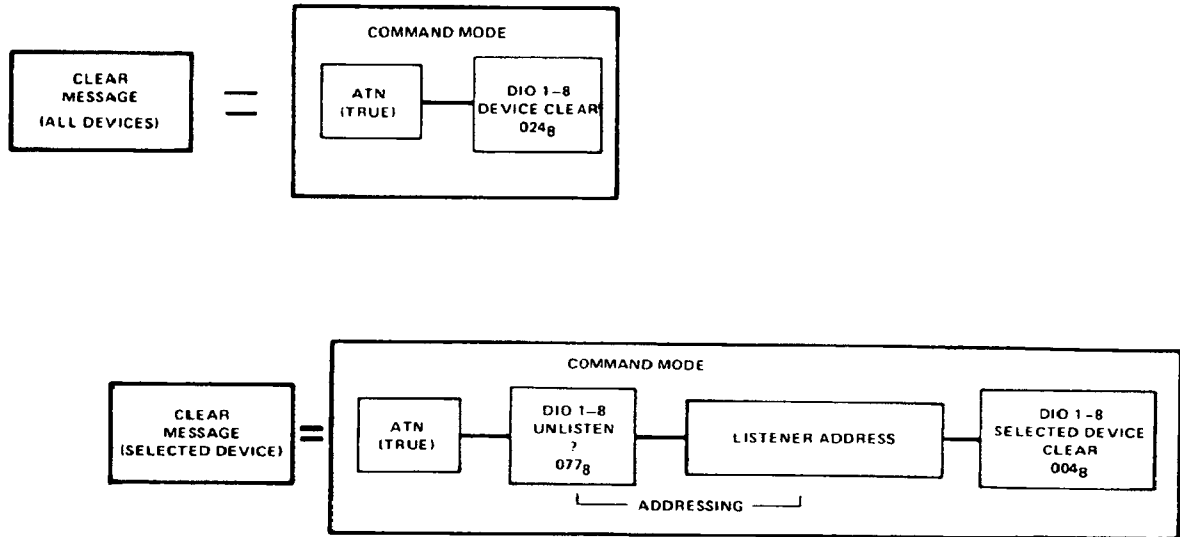 COMMAND MODE
CLEAR
MESSAGE
(ALL DEVICES)
=
ATN
(TRUE)
DIO 1-8
DEVICE CLEAR
024₈
COMMAND MODE
CLEAR
MESSAGE
(SELECTED DEVICE)
=
ATN
(TRUE)
DIO 1-8
UNLISTEN
?
077₈
LISTENER ADDRESS
DIO 1-8
SELECTED DEVICE
CLEAR
004₈
ADDRESSING